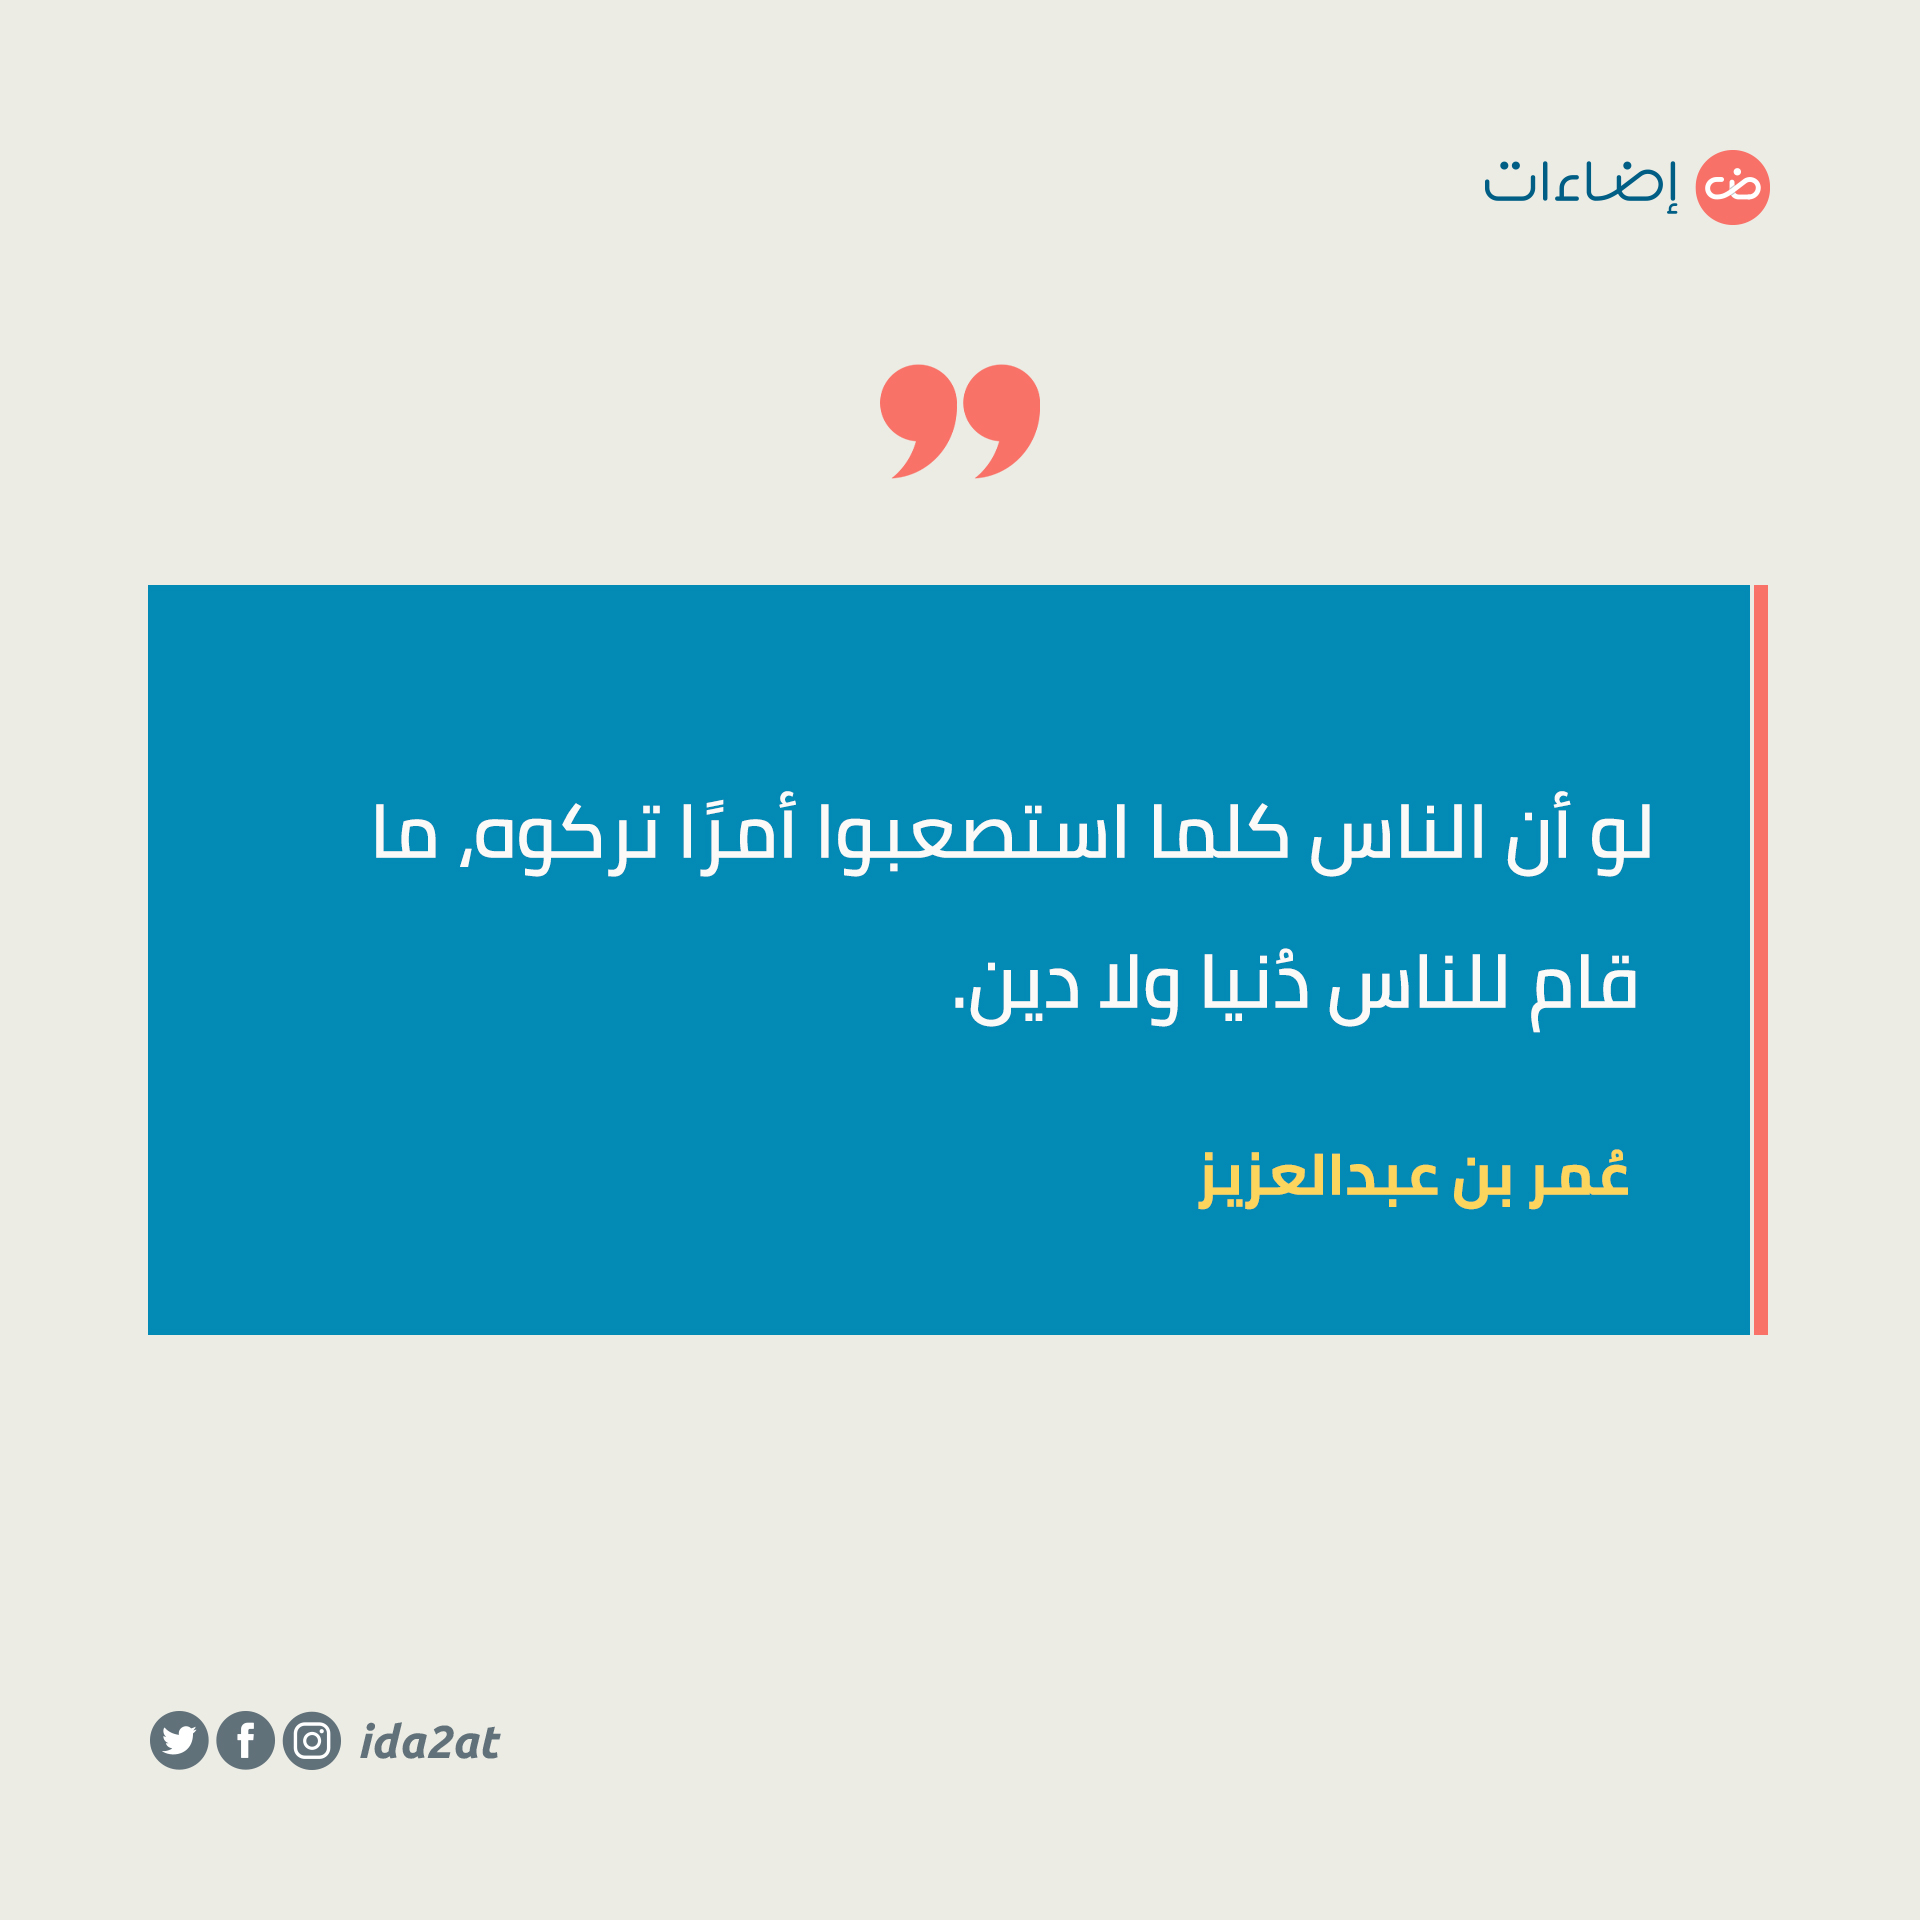 إضاءات
لو أن الناس كلما استصعبوا أمرًا تركوه, ما
قام للناس دُنيا ولا دين.
عُمر بن عبدالعزيز
ida2at